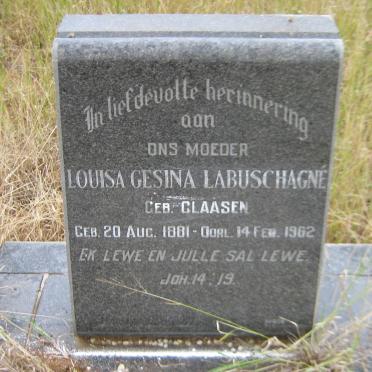 In liefdevolle herinnering
aan
ONS MOEDER
LOUISA GESINA LABUSCHAGNE
GEB. CLAASEN
GEB. 20 AUG. 1881 - OORL. 14 FEB. 1962
EK LEWE EN JULLE SAL LEWE.
JOH. 14:19.